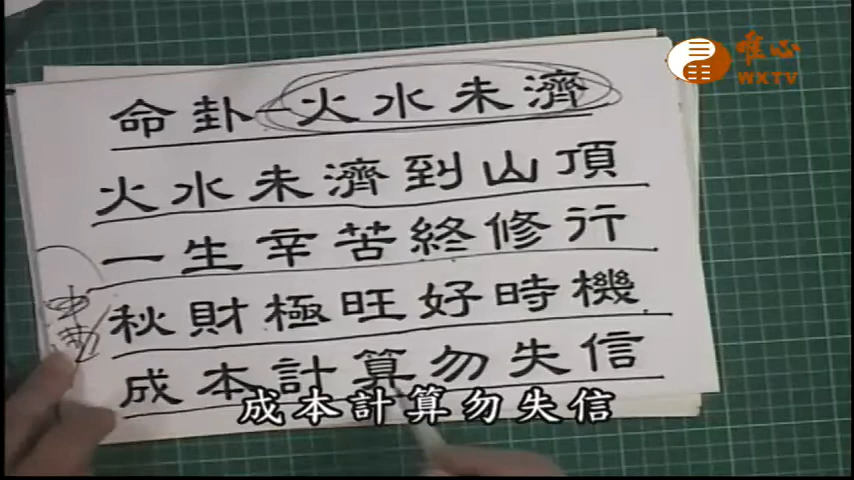 唯心
WXTV
命卦-火水未濟
火水未濟到山頂
一生辛苦終修行
秋財極旺好時機
成本計算勿失信
成本計算勿失信